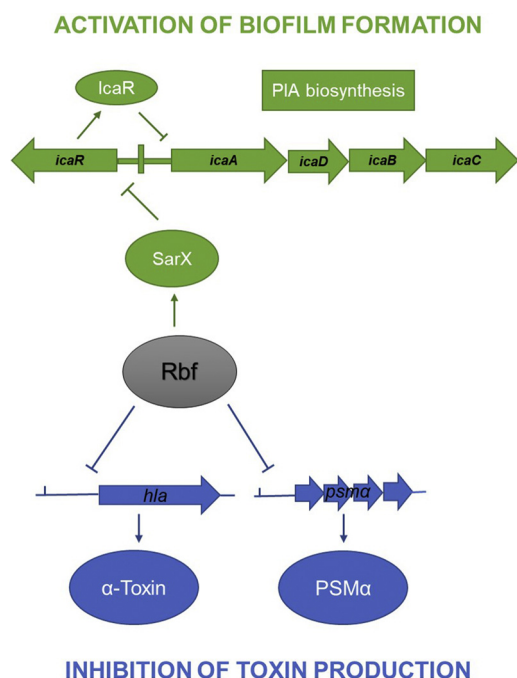 ACTIVATION OF BIOFILM FORMATION
IcaR
PIA biosynthesis
icaR
icaA
icaD
icaB
icaC
SarX
Rbf
hla
psmα
α-Toxin
PSMα
INHIBITION OF TOXIN PRODUCTION